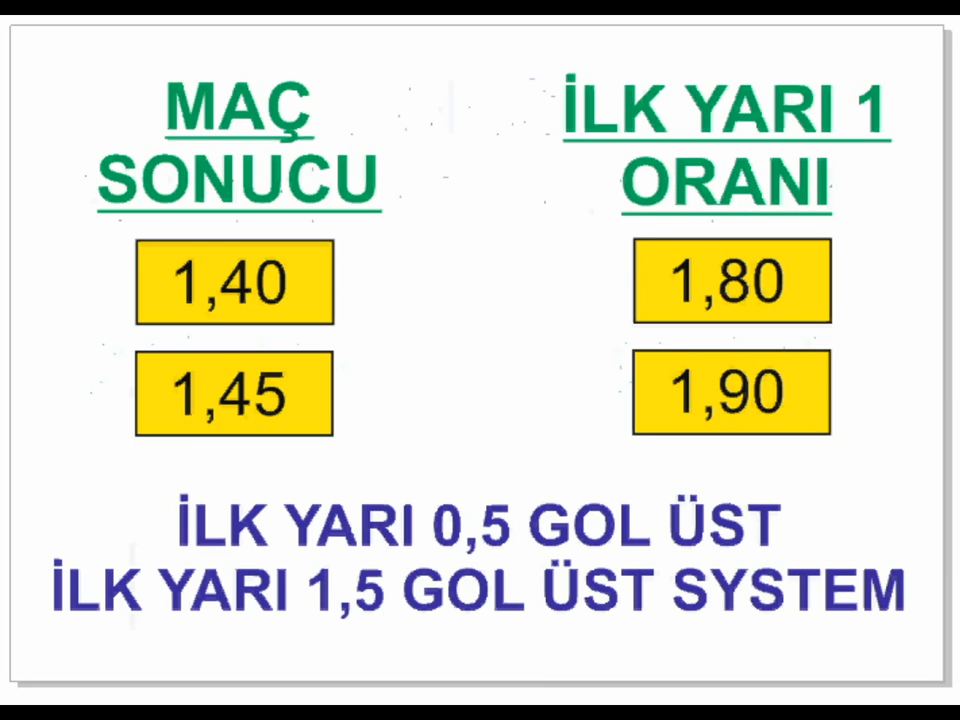 MAÇ
SONUCU
İLK YARI 1
ORANI
1,40
1,80
1,45
1,90
İLK YARI 0,5 GOL ÜST
İLK YARI 1,5 GOL ÜST SYSTEM